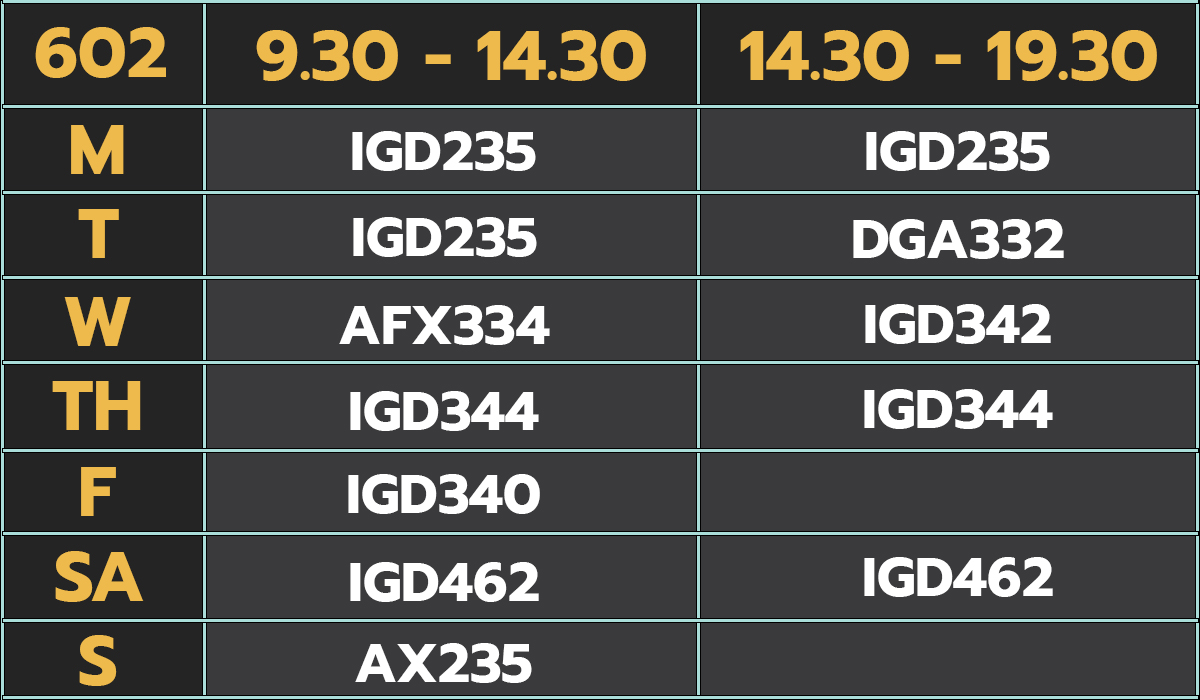 602 9.30 - 14.30 14.30 - 19.30
M IGD235 IGD235
T IGD235 DGA332
W AFX334 IGD342
TH IGD344 IGD344
F IGD340
SA IGD462 IGD462
S AX235